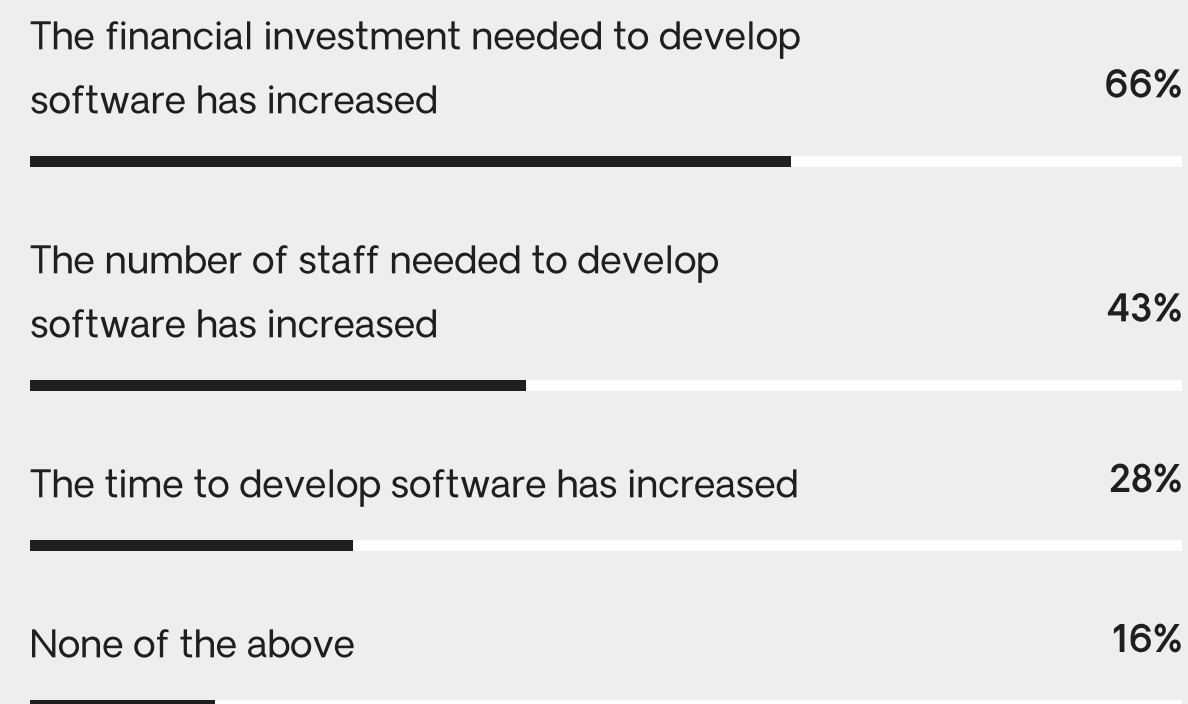 The financial investment needed to develop
software has increased
66%
The number of staff needed to develop
software has increased
43%
The time to develop software has increased
28%
None of the above
16%